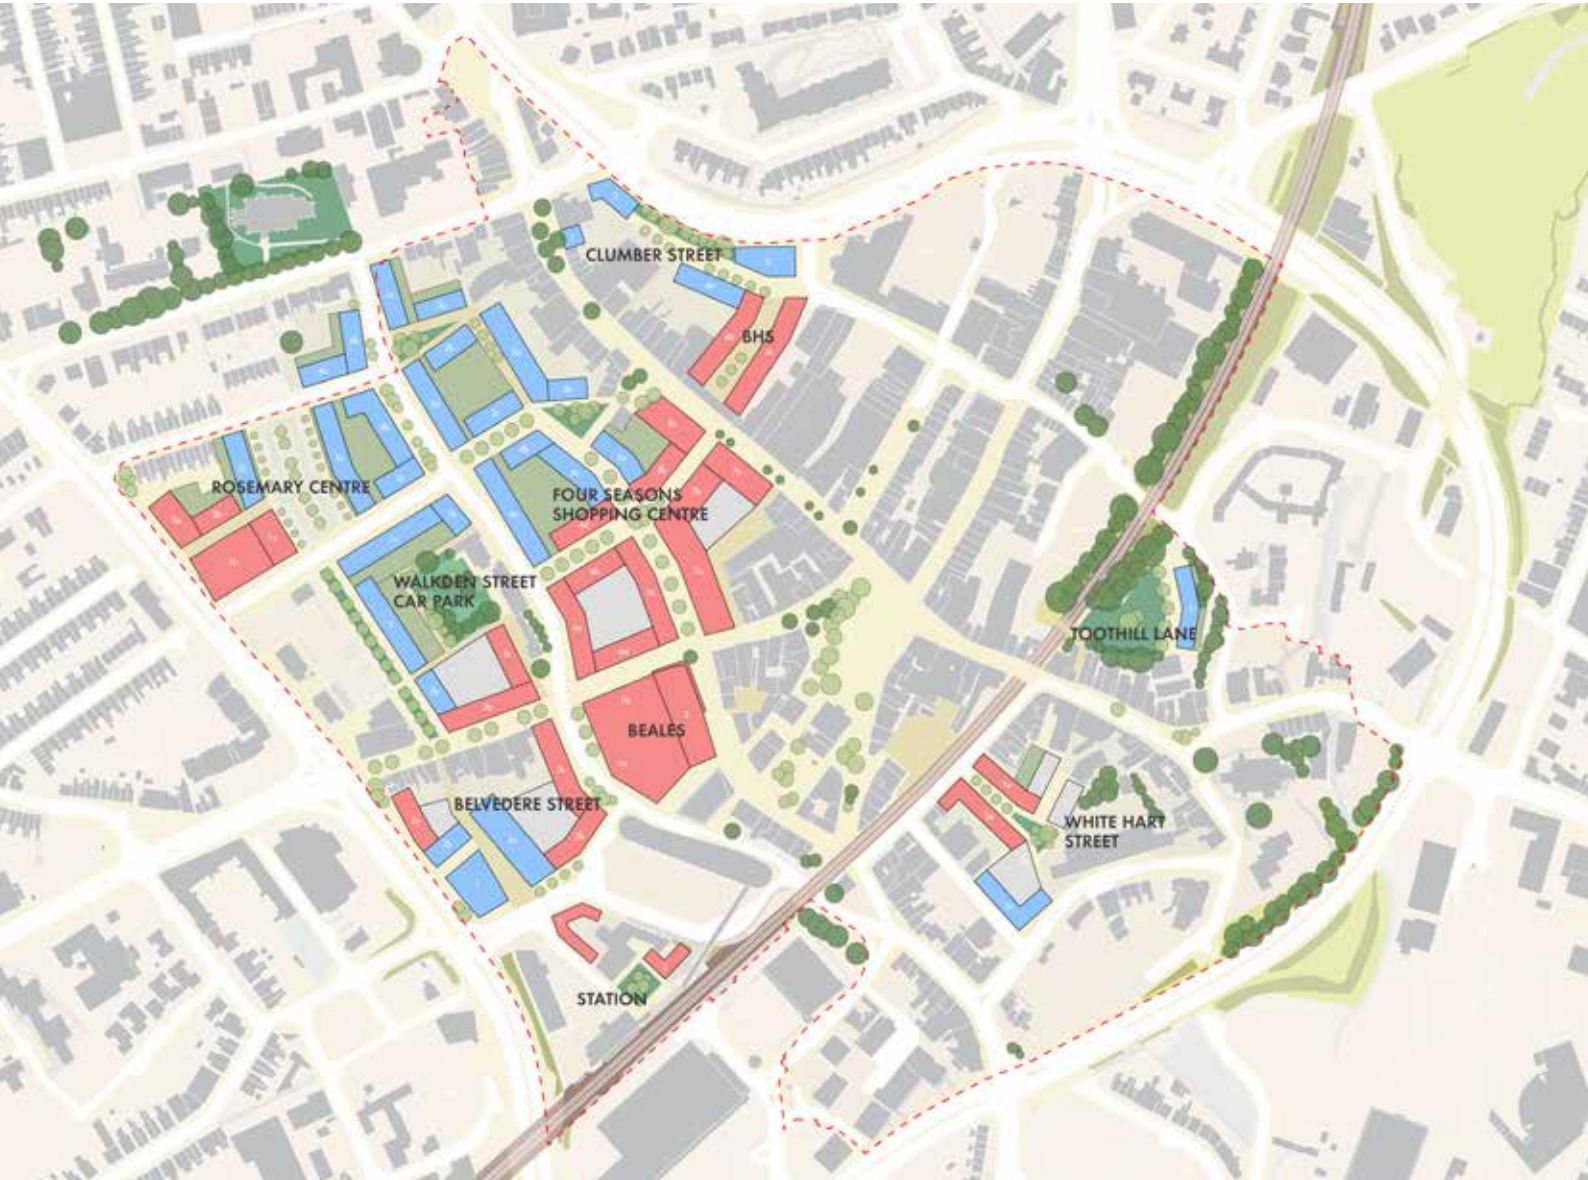 CLUMBER STREET
BHS
ROSEMARY CENTRE
FOUR SEASONS
SHOPPING CENTRE
WALKDEN STREET
CAR PARK
TOOTHILL LANE
BEALES
BELVEDERE STREET
WHITE HART
STREET
STATION